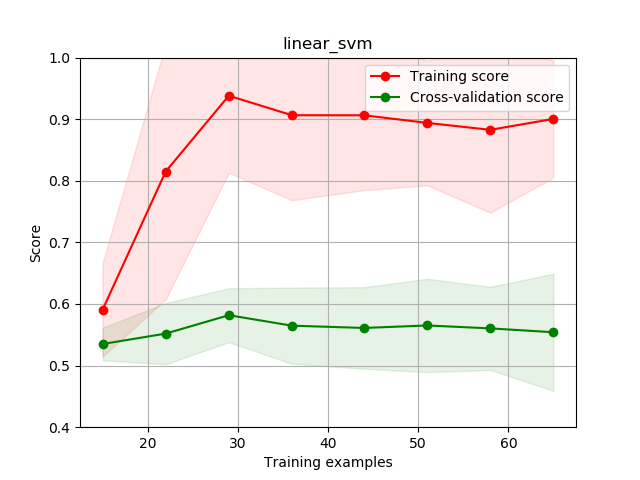 linear_svm
1.0
0.9
0.8
0.7
0.6
0.5
0.4
Score
Training score
Cross-validation score
20 30 40 50 60
Training examples